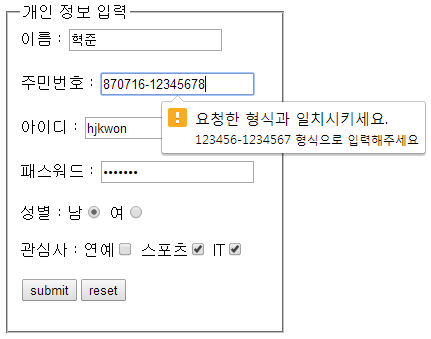 개인 정보 입력
이름 : 혁준
주민번호 : 870716-12345678
요청한 형식과 일치시키세요.
123456-1234567 형식으로 입력해주세요
아이디 : hjkwon
패스워드 : •••••••
성별 : 남 여
관심사 : 연예 스포츠 IT
submit reset